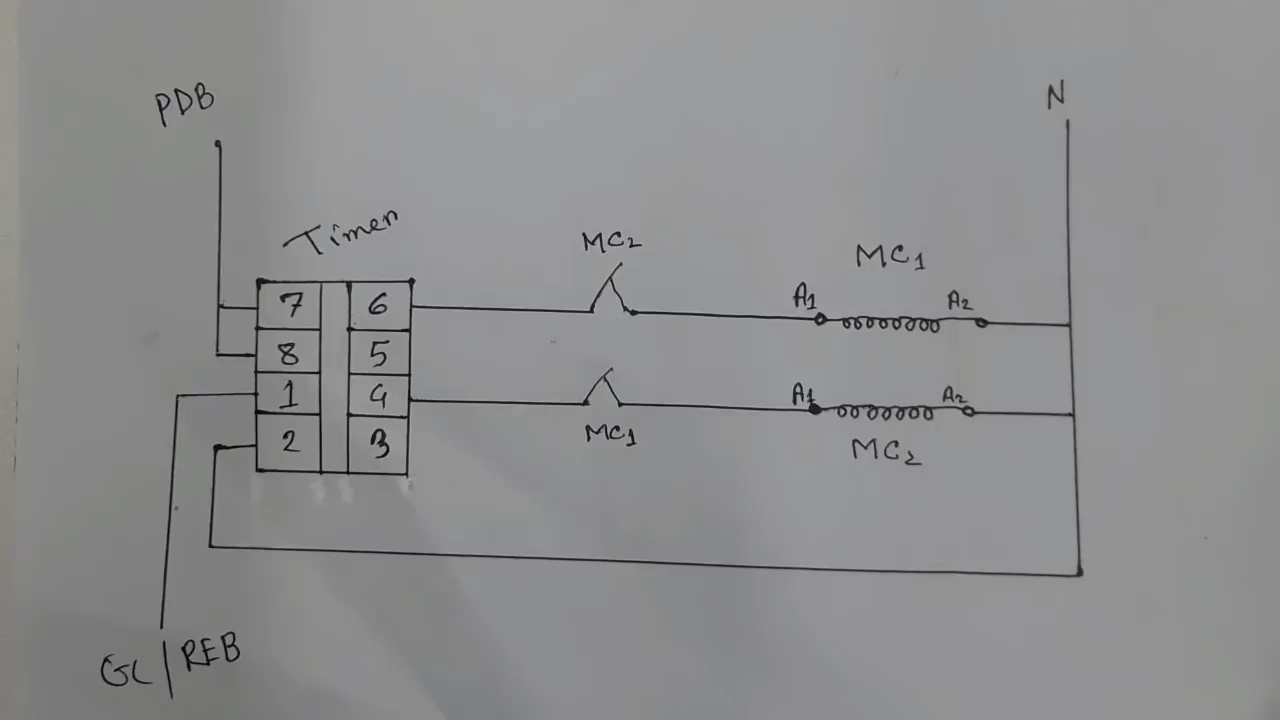 PDB
N
Timer
MC2
MC1
7 6
A1 A2
8 5
1 4
A1 A2
2 3
MC1
MC2
GC/REB